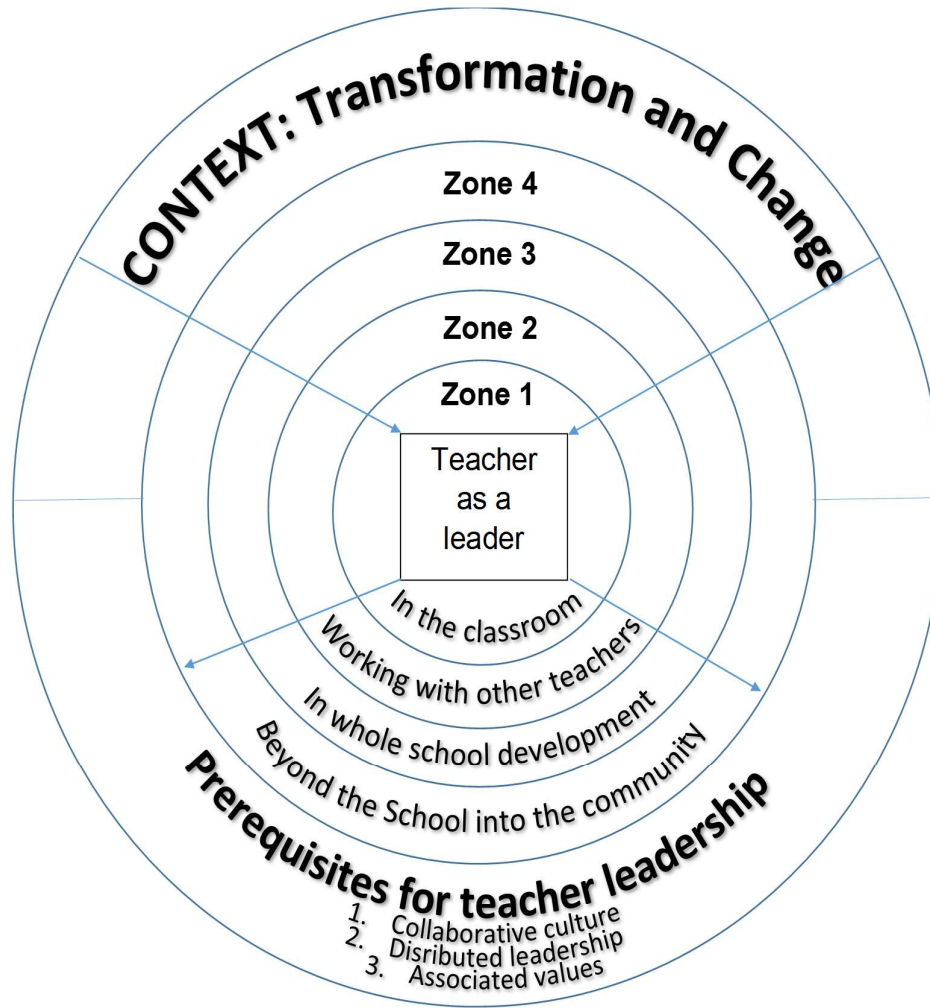 CONTEXT: Transformation and Change
Zone 4
Zone 3
Zone 2
Zone 1
Teacher
as a
leader
In the classroom
Working with other teachers
In whole school development
Beyond the School into the community
Prerequisites for teacher leadership
1. Collaborative culture
2. Disributed leadership
3. Associated values